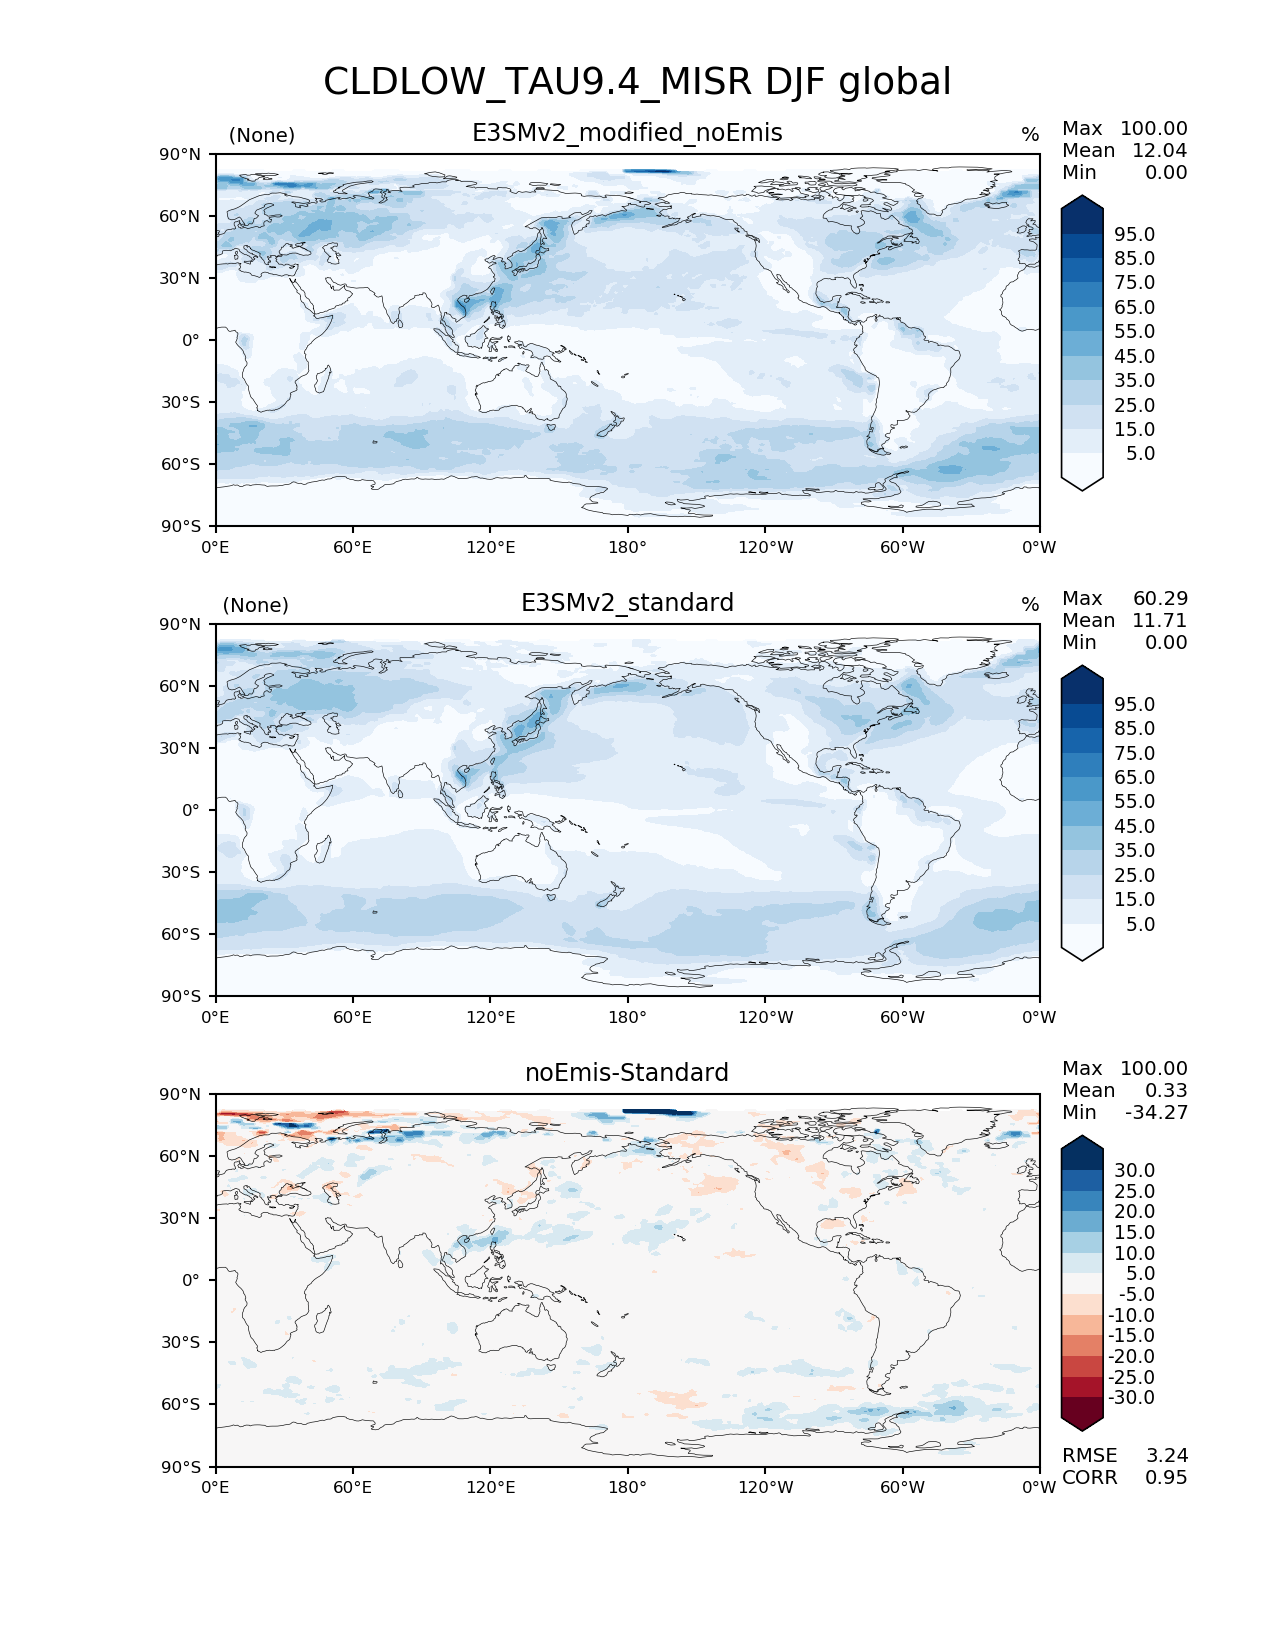 CLDLOW_TAU9.4_MISR DJF global
(None) E3SMv2_modified_noEmis %
Max 100.00
Mean 12.04
Min 0.00
90°N
60°N
30°N
0°
30°S
60°S
90°S
0°E 60°E 120°E 180° 120°W 60°W 0°W
95.0
85.0
75.0
65.0
55.0
45.0
35.0
25.0
15.0
5.0
(None) E3SMv2_standard %
Max 60.29
Mean 11.71
Min 0.00
90°N
60°N
30°N
0°
30°S
60°S
90°S
0°E 60°E 120°E 180° 120°W 60°W 0°W
95.0
85.0
75.0
65.0
55.0
45.0
35.0
25.0
15.0
5.0
noEmis-Standard
Max 100.00
Mean 0.33
Min -34.27
90°N
60°N
30°N
0°
30°S
60°S
90°S
0°E 60°E 120°E 180° 120°W 60°W 0°W
30.0
25.0
20.0
15.0
10.0
5.0
-5.0
-10.0
-15.0
-20.0
-25.0
-30.0
RMSE 3.24
CORR 0.95